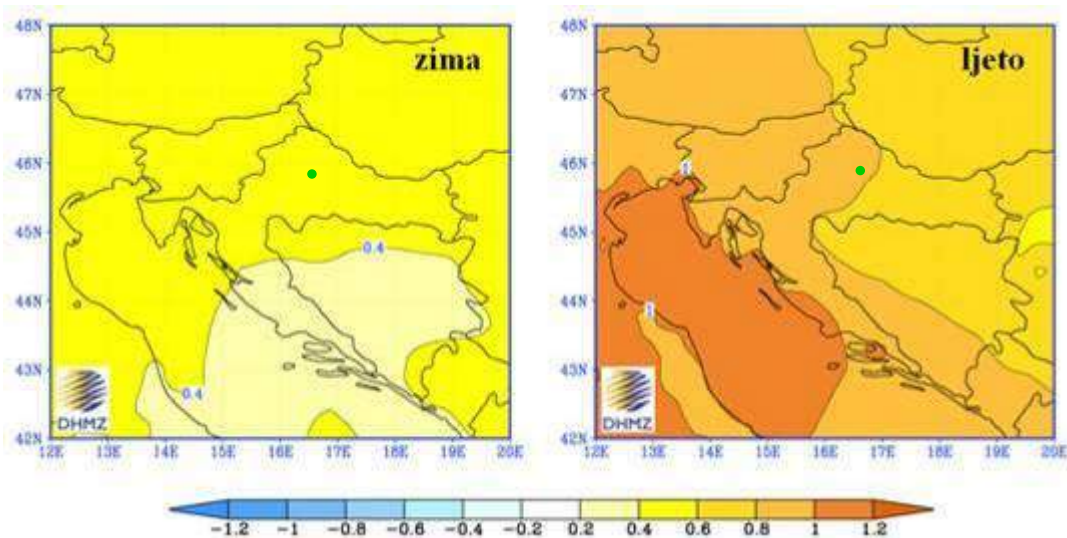 48N
zima
47N
46N
45N
0.4
44N
43N
0.4
DHMZ
42N
12E 13E 14E 15E 16E 17E 18E 19E 20E
48N
ljeto
47N
46N
45N
44N
43N
DHMZ
42N
12E 13E 14E 15E 16E 17E 18E 19E 20E
-1.2 -1 -0.8 -0.6 -0.4 -0.2 0.2 0.4 0.6 0.8 1 1.2